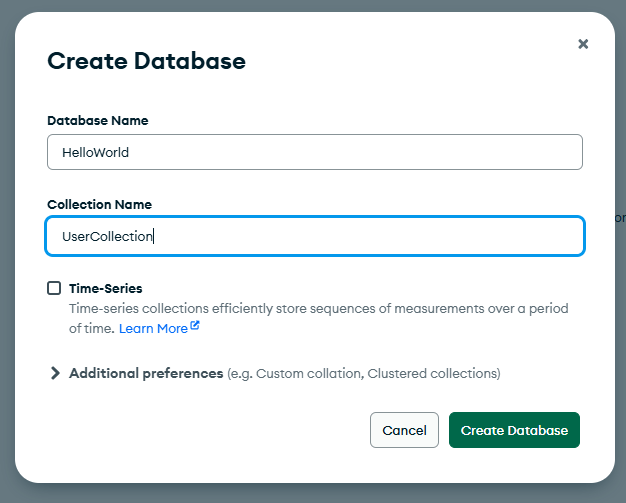 Create Database
Database Name
HelloWorld
Collection Name
UserCollection
Time-Series
Time-series collections efficiently store sequences of measurements over a period
of time. Learn More
Additional preferences (e.g. Custom collation, Clustered collections)
Cancel
Create Database